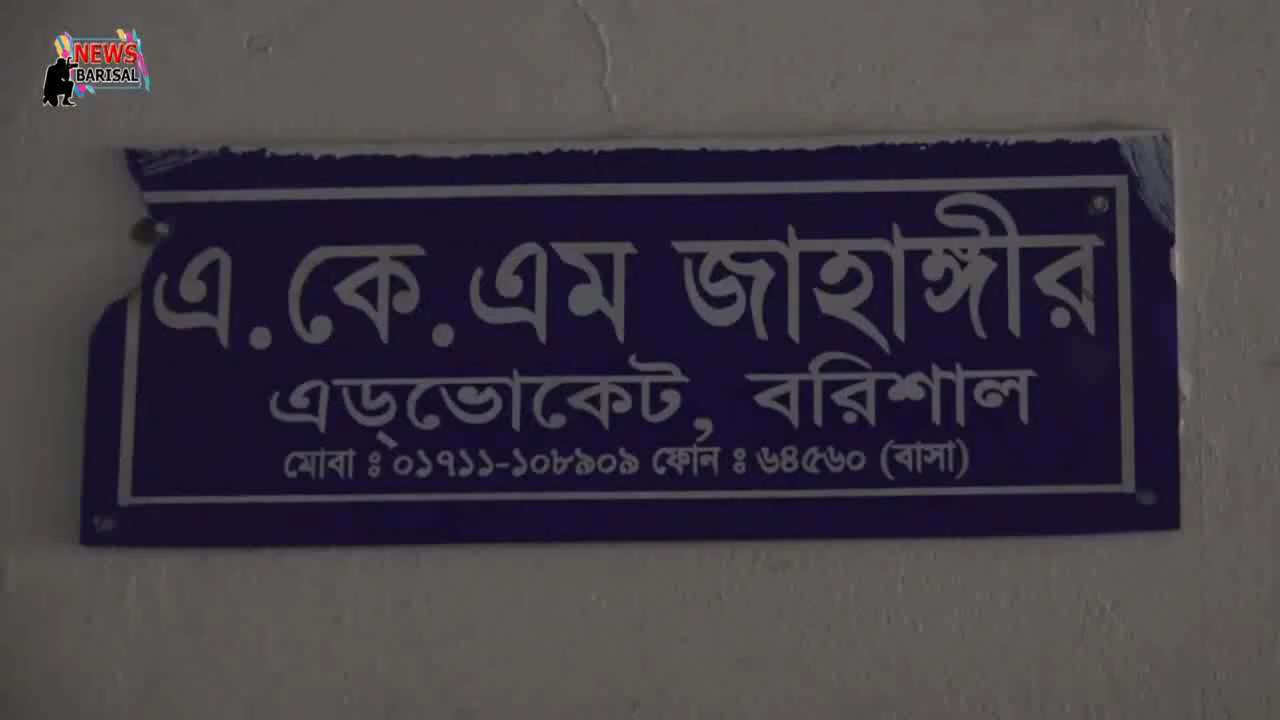 NEWS
BARISAL
এ.কে.এম জাহাঙ্গীর
এড্ভোকেট, বরিশাল
মোবা ঃ ০১৭১১-১০৮৯০৯ ফোন ঃ ৬৪৫৬০ (বাসা)